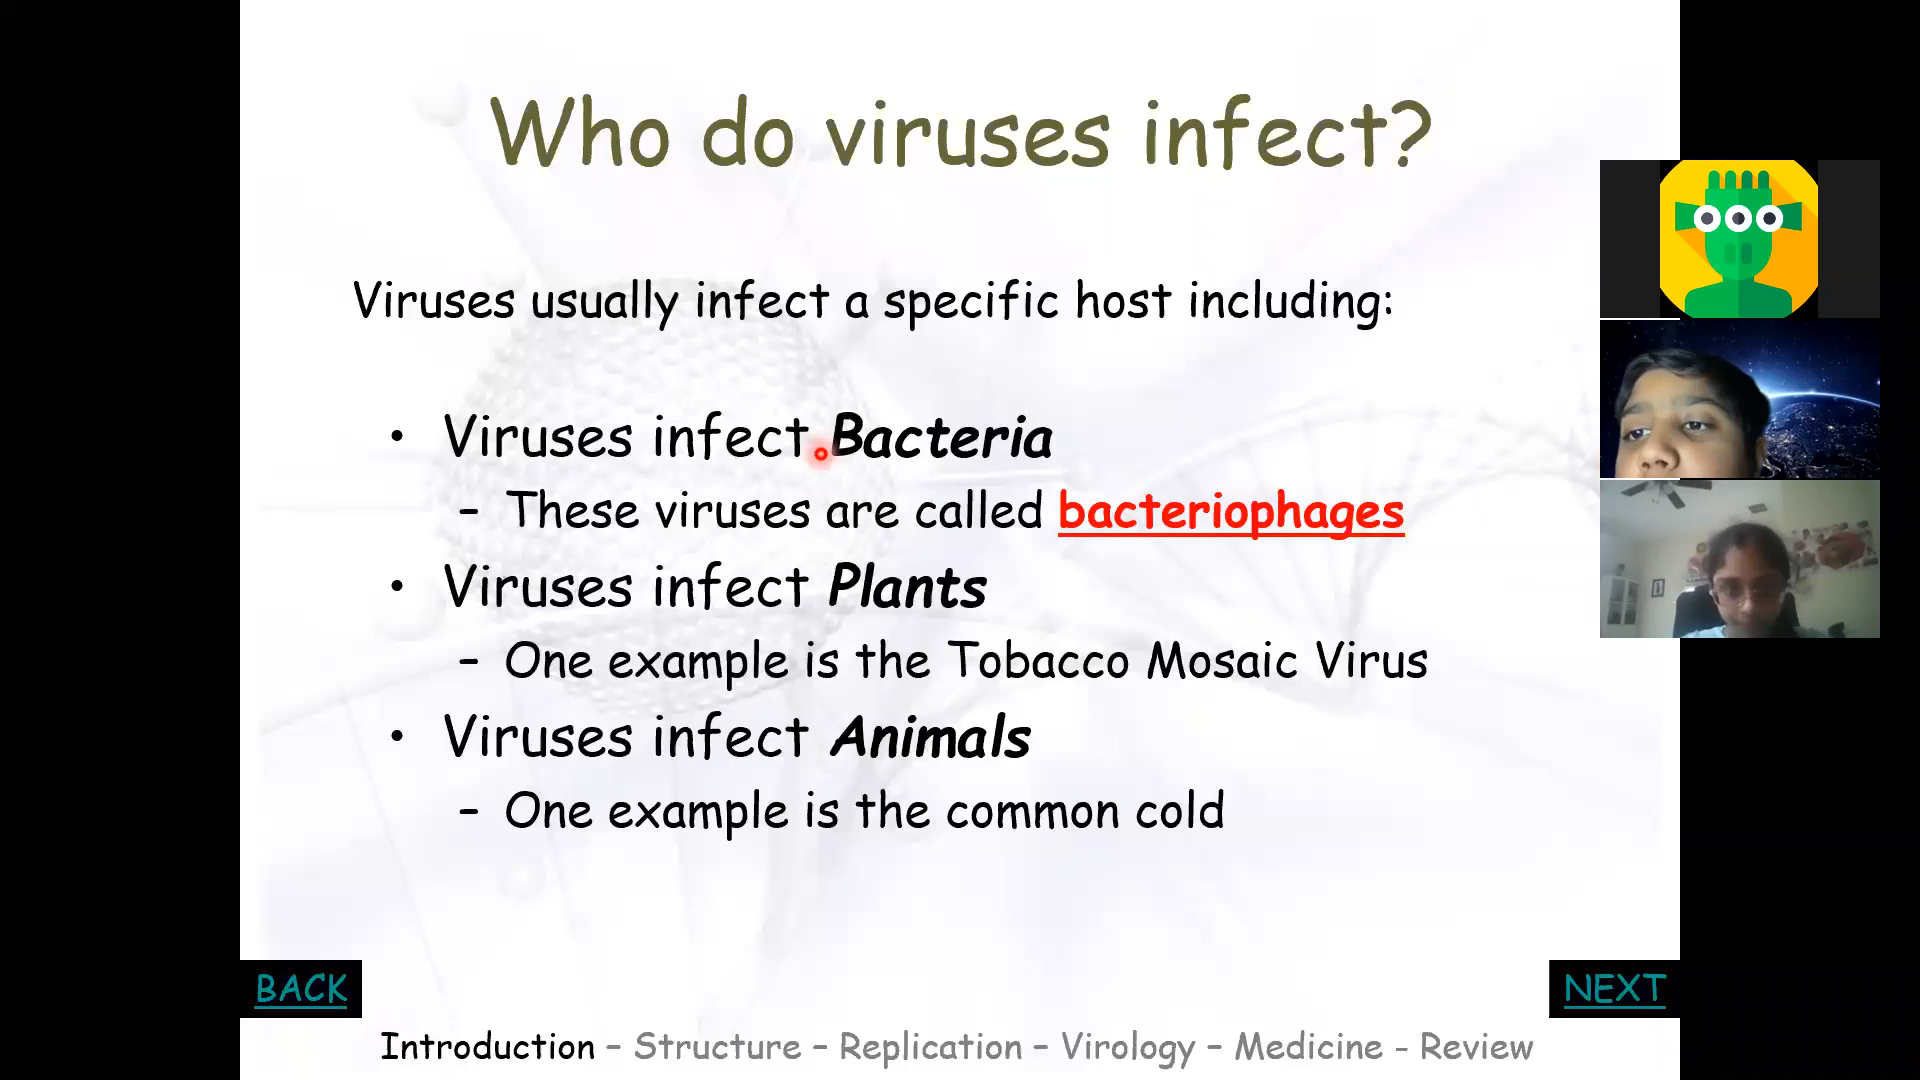 Who do viruses infect?
Viruses usually infect a specific host including:
• Viruses infect Bacteria
– These viruses are called bacteriophages
• Viruses infect Plants
– One example is the Tobacco Mosaic Virus
• Viruses infect Animals
– One example is the common cold
BACK
NEXT
Introduction – Structure – Replication – Virology – Medicine - Review